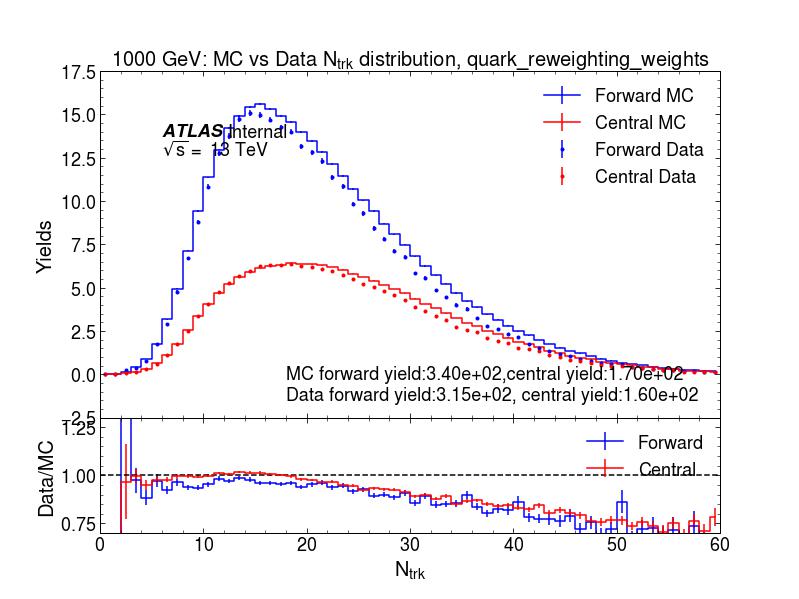 1000 GeV: MC vs Data Ntrk distribution, quark_reweighting_weights
17.5
15.0
12.5
10.0
7.5
5.0
2.5
0.0
−2.5
Yields
ATLAS Internal
√s = 13 TeV
Forward MC
Central MC
Forward Data
Central Data
MC forward yield:3.40e+02,central yield:1.70e+02
Data forward yield:3.15e+02, central yield:1.60e+02
1.25
1.00
0.75
Data/MC
Forward
Central
0 10 20 30 40 50 60
Ntrk